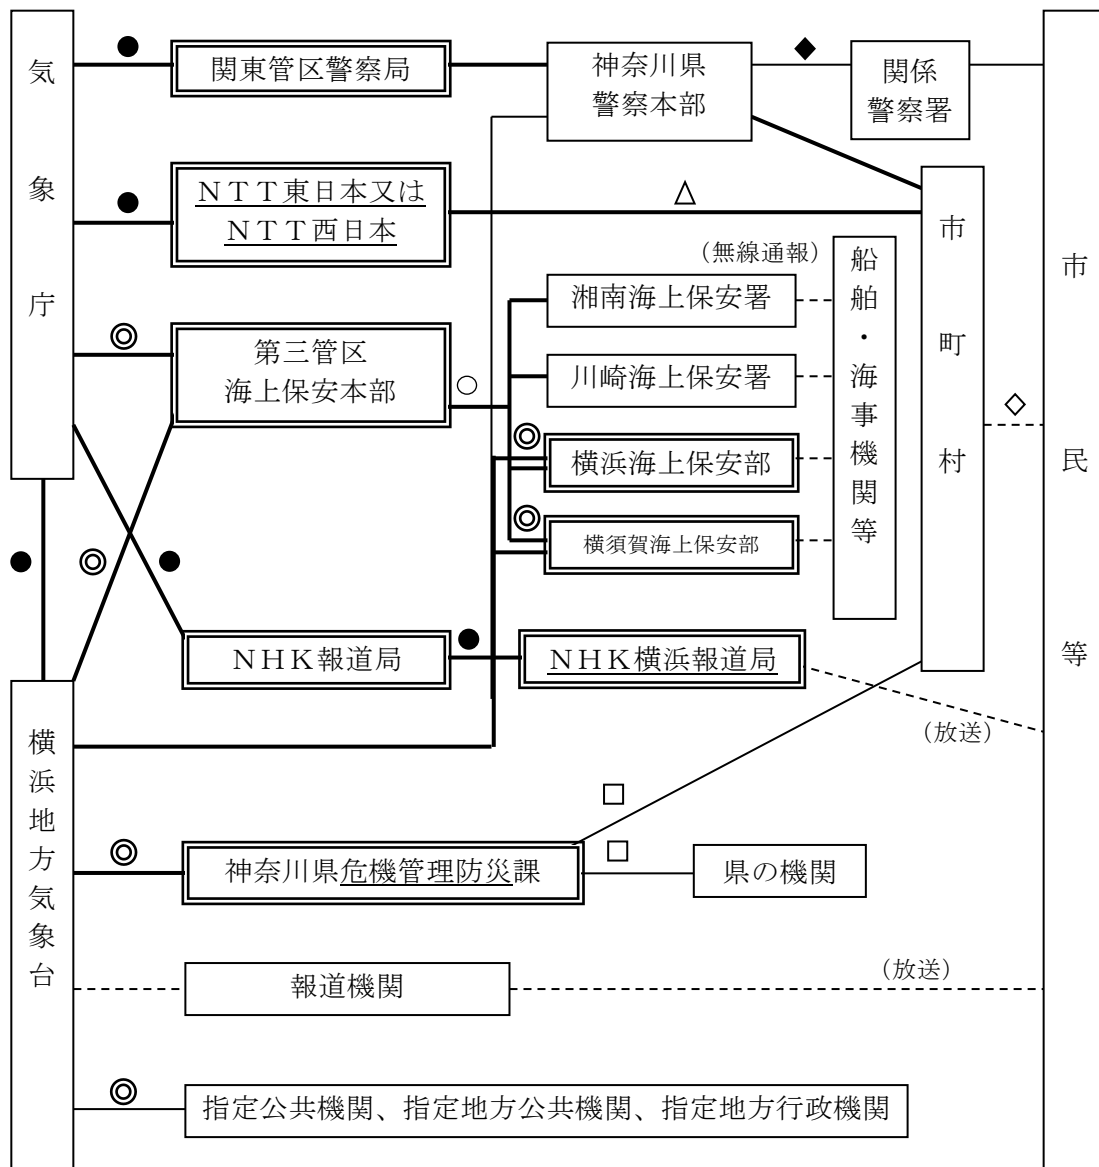 気象庁
関東管区警察局
神奈川県
警察本部
関係
警察署
ＮＴＴ東日本又は
ＮＴＴ西日本
市町村
市民等
（無線通報）
船舶・海事機関等
湘南海上保安署
第三管区
海上保安本部
川崎海上保安署
横浜海上保安部
横須賀海上保安部
ＮＨＫ報道局
ＮＨＫ横浜報道局
（放送）
横浜地方気象台
神奈川県危機管理防災課
県の機関
報道機関
（放送）
指定公共機関、指定地方公共機関、指定地方行政機関